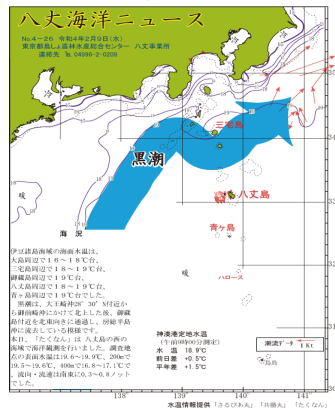 八丈海洋ニュース
No.4－26 令和4年2月9日(水)
東京都島しょ農林水産総合センター 八丈事業所
連絡先 ℡ 04996-2-0209
三宅島
黒潮
八丈島
青ヶ島
ハロース
暖
暖
海 況
138°
139°
140°
141°
35
34
33
32
伊豆諸島海域の海面水温は、
大島周辺で16～18℃台、
三宅島周辺で18～19℃台、
御蔵島周辺で19℃台、
八丈島周辺で18～19℃台、
青ヶ島周辺で19℃台でした。
黒潮は、大王崎沖28°30′S付近か
ら御前崎沖にかけて北上した後、御蔵
島付近を北東向きに通過し、房総半島
沖に流去している模様です。
本日、「たくなん」は 八丈島の西の
海域で海洋観測を行いました。調査地
点の表面水温は19.6～19.9℃、200mで
19.5～19.6℃、400mで16.8～17.1℃で
し、流向・流速は南東に0.3～0.8ノット
でした。
神湊港定地水温
(午前9時00分測定)
水 温 18.9℃
前日差 +0.5℃
平年差 +1.5℃
潮流データ
1 Kt
水温情報提供「さるびあ丸」「共勝丸」「たくなん」